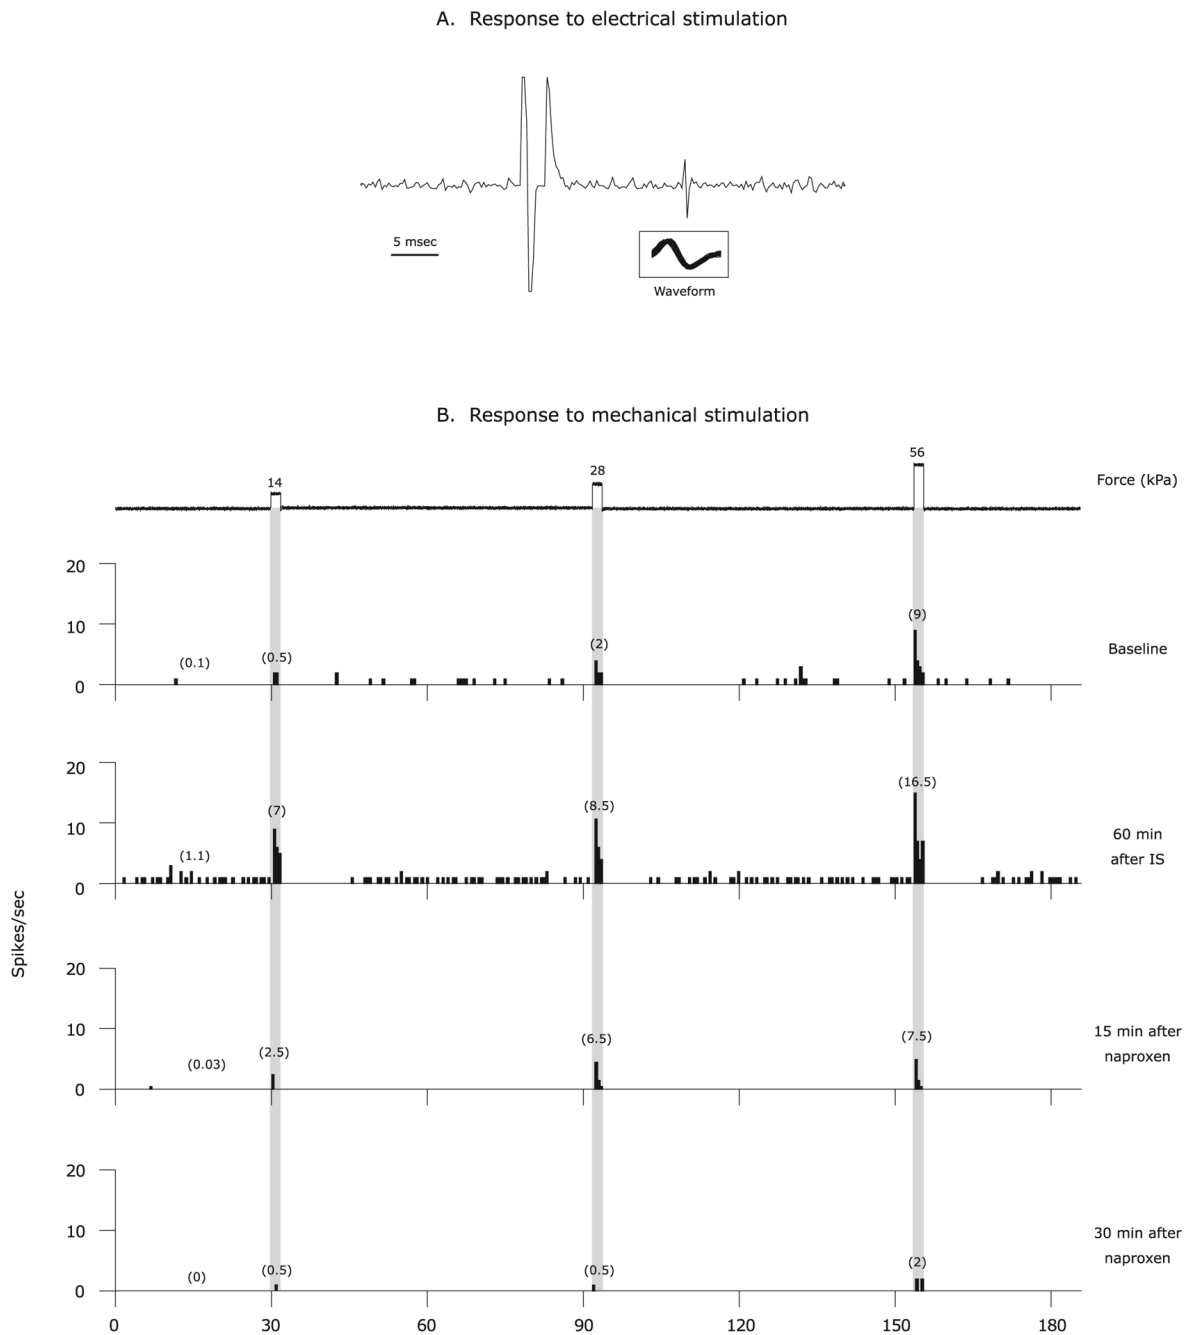 A. Response to electrical stimulation
5 msec
Waveform
B. Response to mechanical stimulation
14
28
56
Force (kPa)
20
10
0
(0.1)
(0.5)
(2)
(9)
Baseline
20
10
0
(1.1)
(7)
(8.5)
(16.5)
60 min
after IS
Spikes/sec
20
10
0
(0.03)
(2.5)
(6.5)
(7.5)
15 min after
naproxen
20
10
0
(0)
(0.5)
(0.5)
(2)
30 min after
naproxen
0
30
60
90
120
150
180